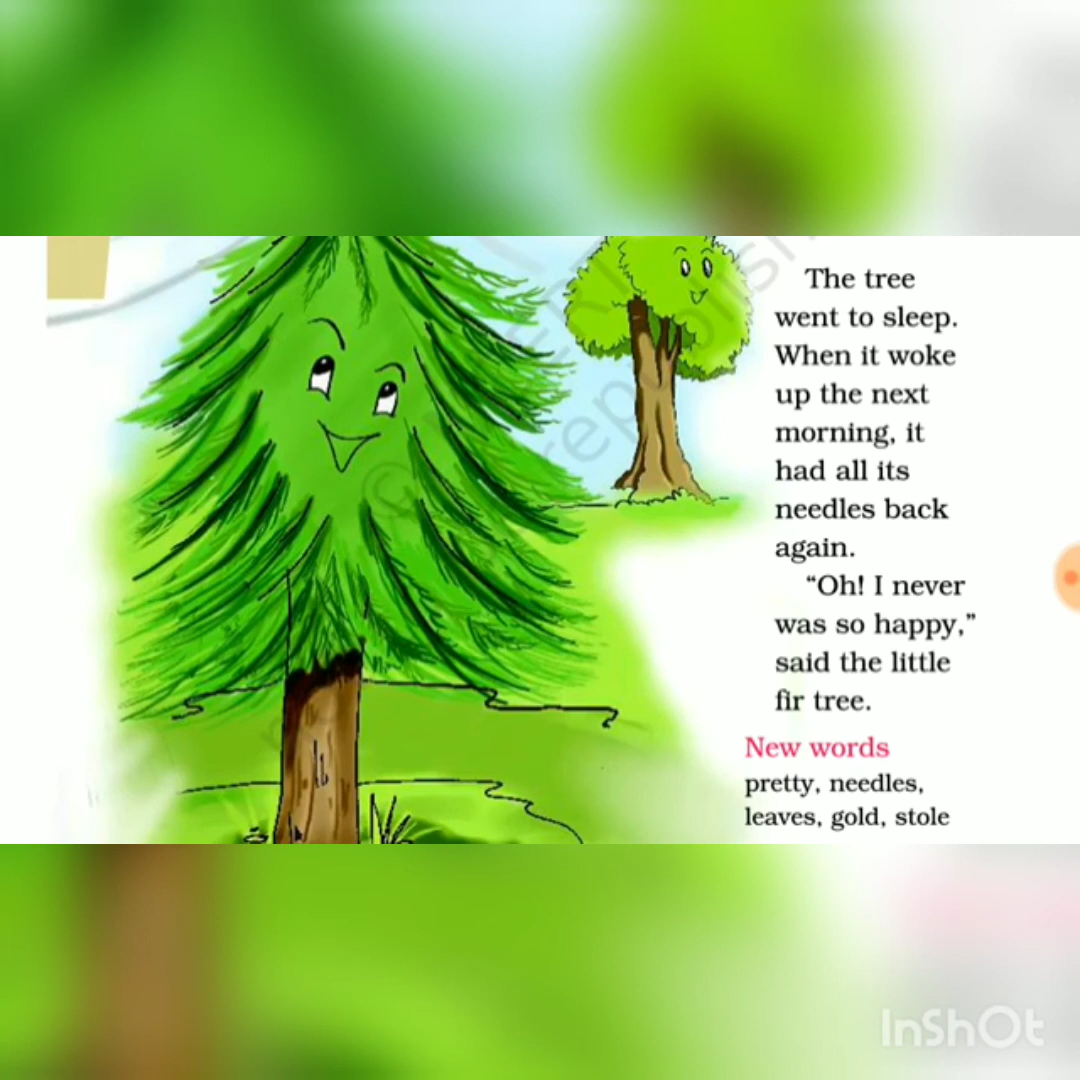 The tree
went to sleep.
When it woke
up the next
morning, it
had all its
needles back
again.
“Oh! I never
was so happy,”
said the little
fir tree.
New words
pretty, needles,
leaves, gold, stole
InShOt